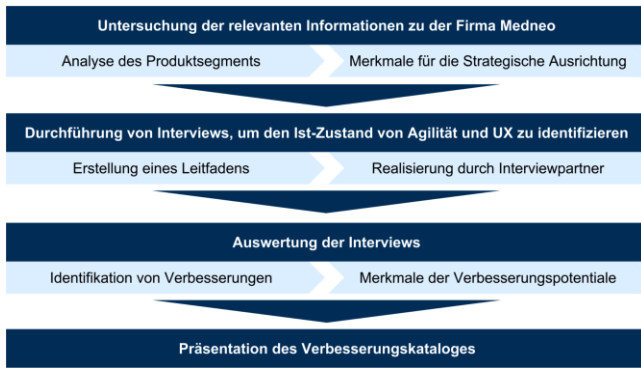 Untersuchung der relevanten Informationen zu der Firma Medneo
Analyse des Produktsegments
Merkmale für die Strategische Ausrichtung
Durchführung von Interviews, um den Ist-Zustand von Agilität und UX zu identifizieren
Erstellung eines Leitfadens
Realisierung durch Interviewpartner
Auswertung der Interviews
Identifikation von Verbesserungen
Merkmale der Verbesserungspotentiale
Präsentation des Verbesserungskataloges